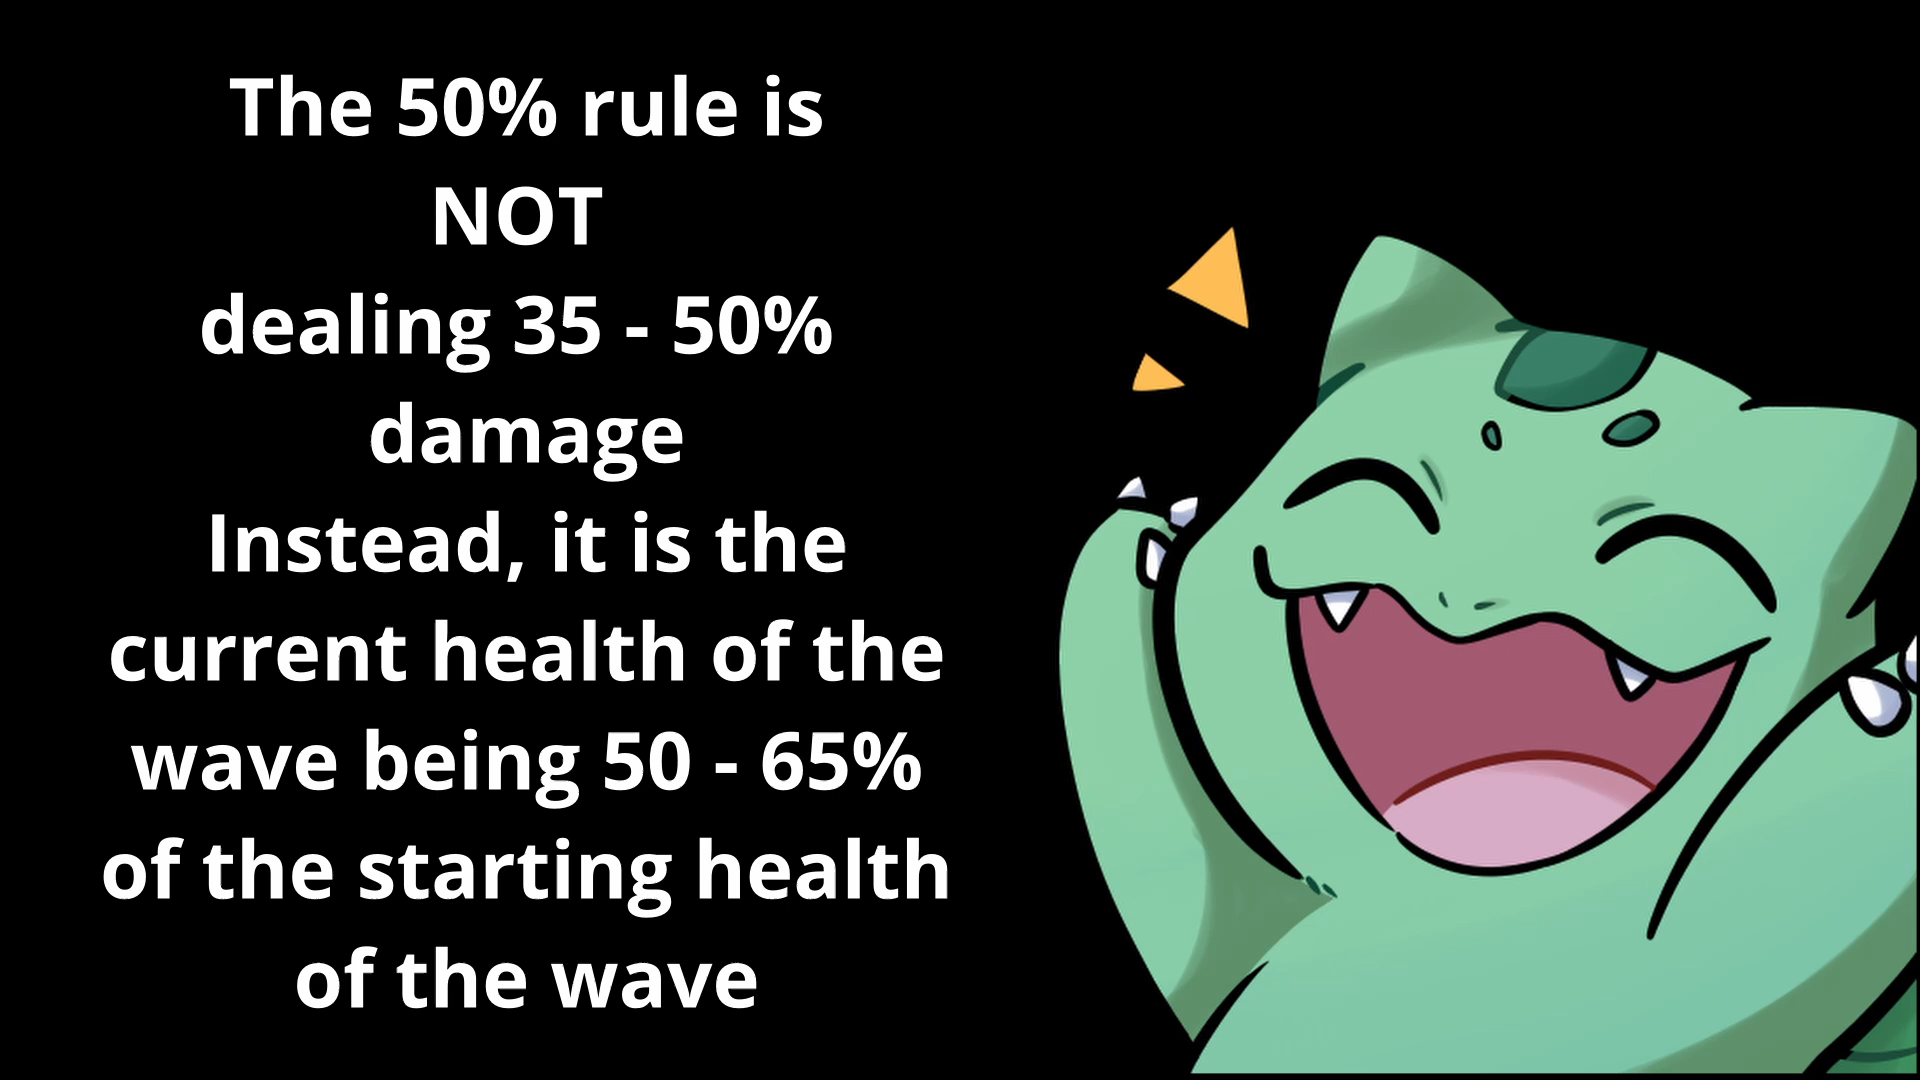 The 50% rule is
NOT
dealing 35 - 50%
damage
Instead, it is the
current health of the
wave being 50 - 65%
of the starting health
of the wave